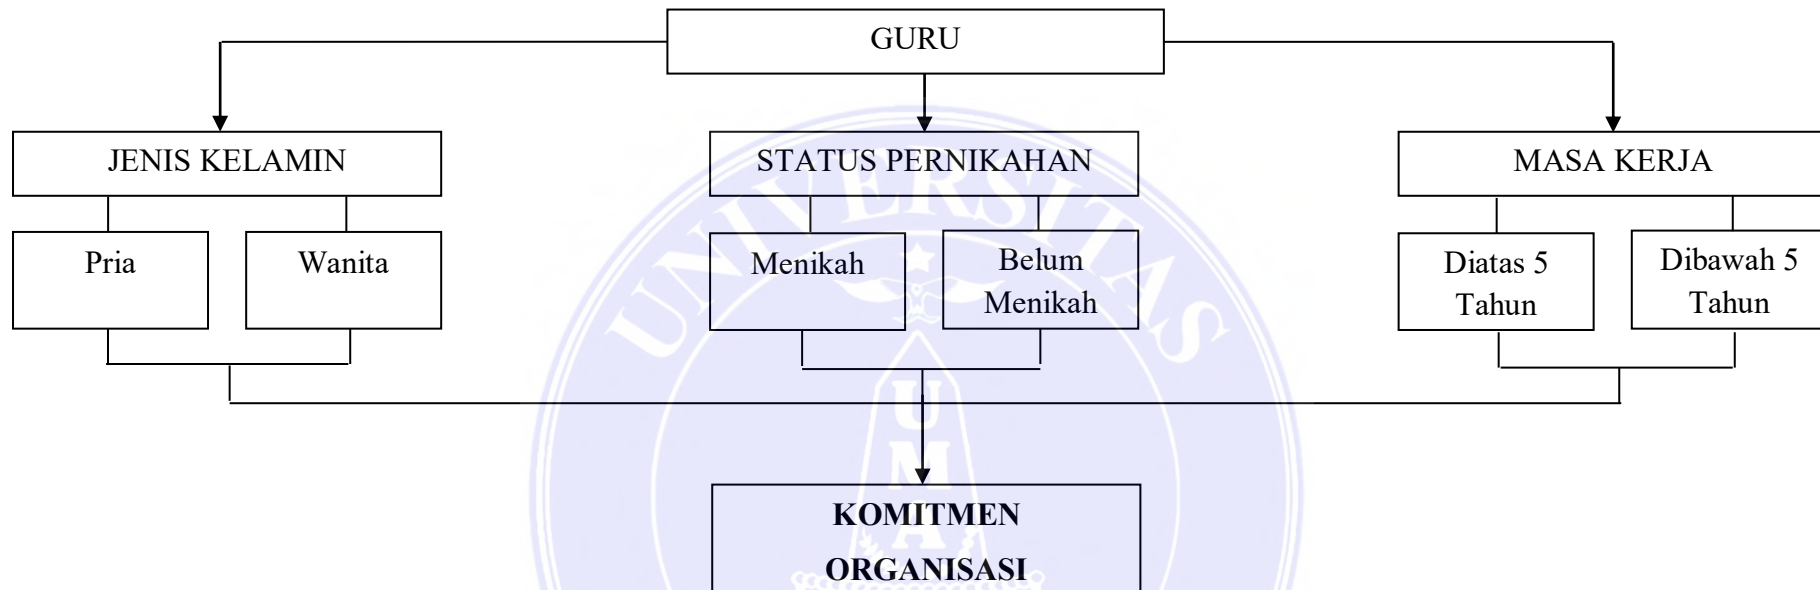 GURU
JENIS KELAMIN
STATUS PERNIKAHAN
MASA KERJA
Pria
Wanita
Menikah
Belum
Menikah
Diatas 5
Tahun
Dibawah 5
Tahun
UNIVERSITAS
U
M
A
KOMITMEN
ORGANISASI